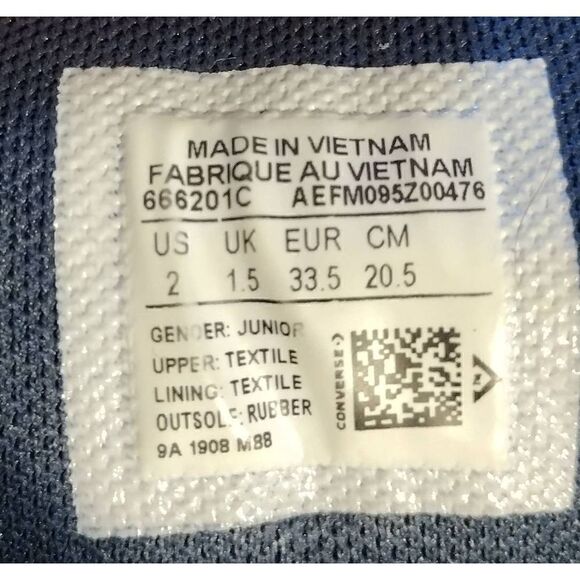 MADE IN VIETNAM
FABRIQUE AU VIETNAM
666201C AEFM095Z00476
US UK EUR CM
2 1.5 33.5 20.5
GENDER: JUNIOR
UPPER: TEXTILE
LINING: TEXTILE
OUTSOLE: RUBBER
9A 1908 M88
CONVERSE
VN